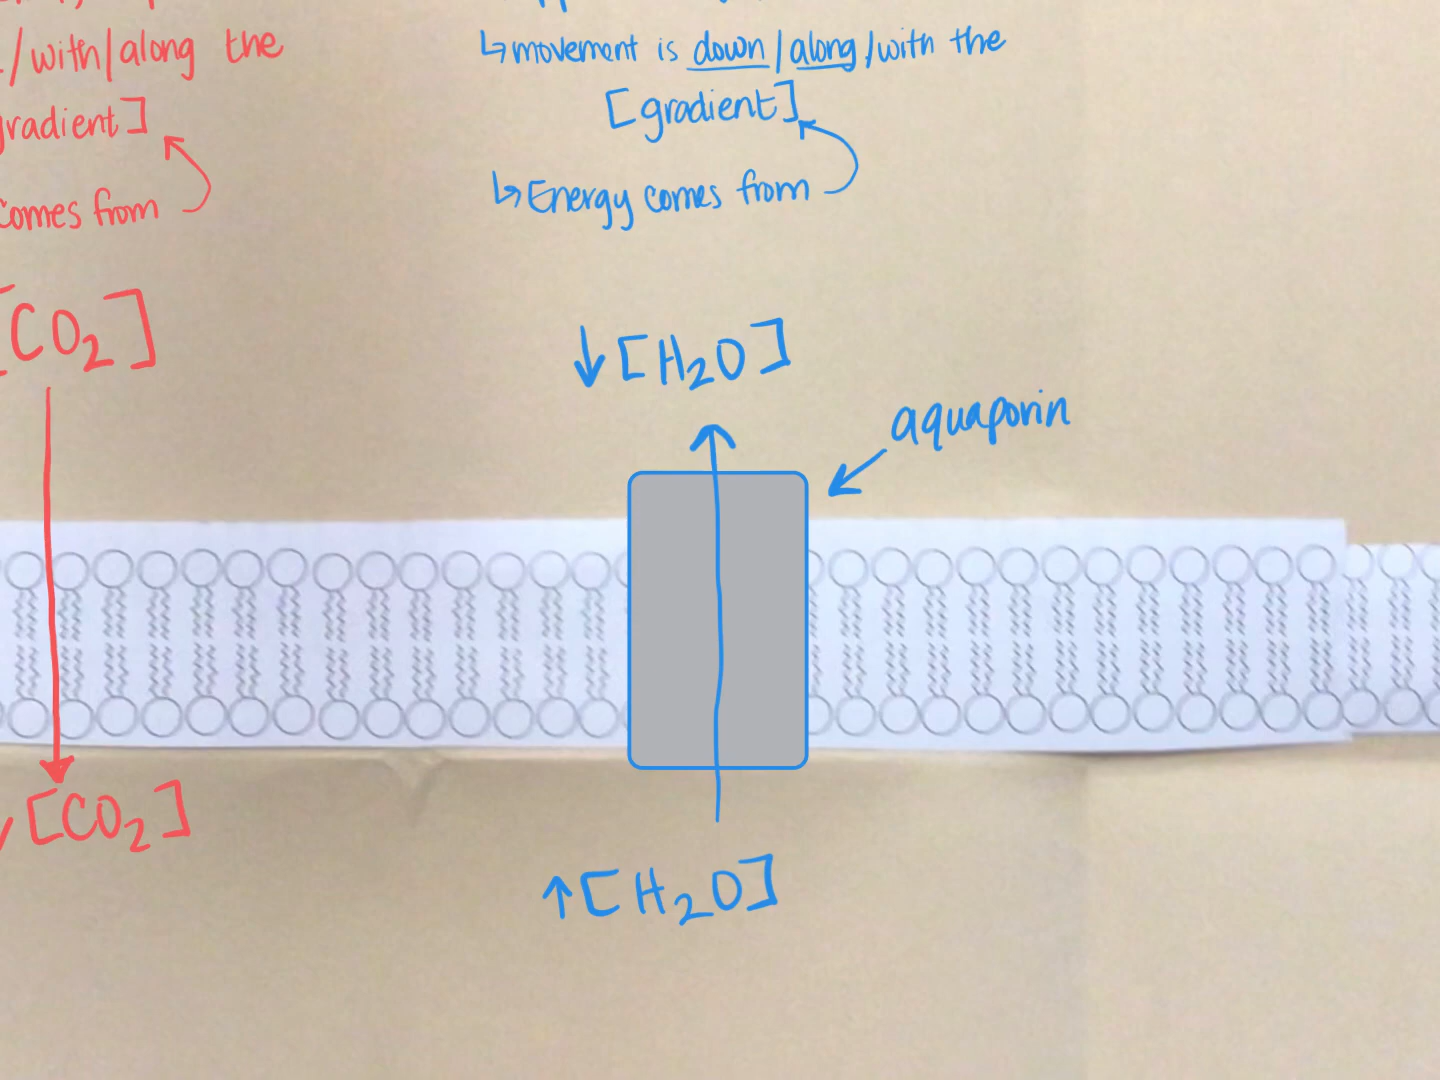 /with/along the
gradient]
comes from
[CO₂]
[CO₂]
↳movement is down/along/with the
[gradient]
↳Energy comes from
↓[H₂O]
aquaporin
↑[H₂O]